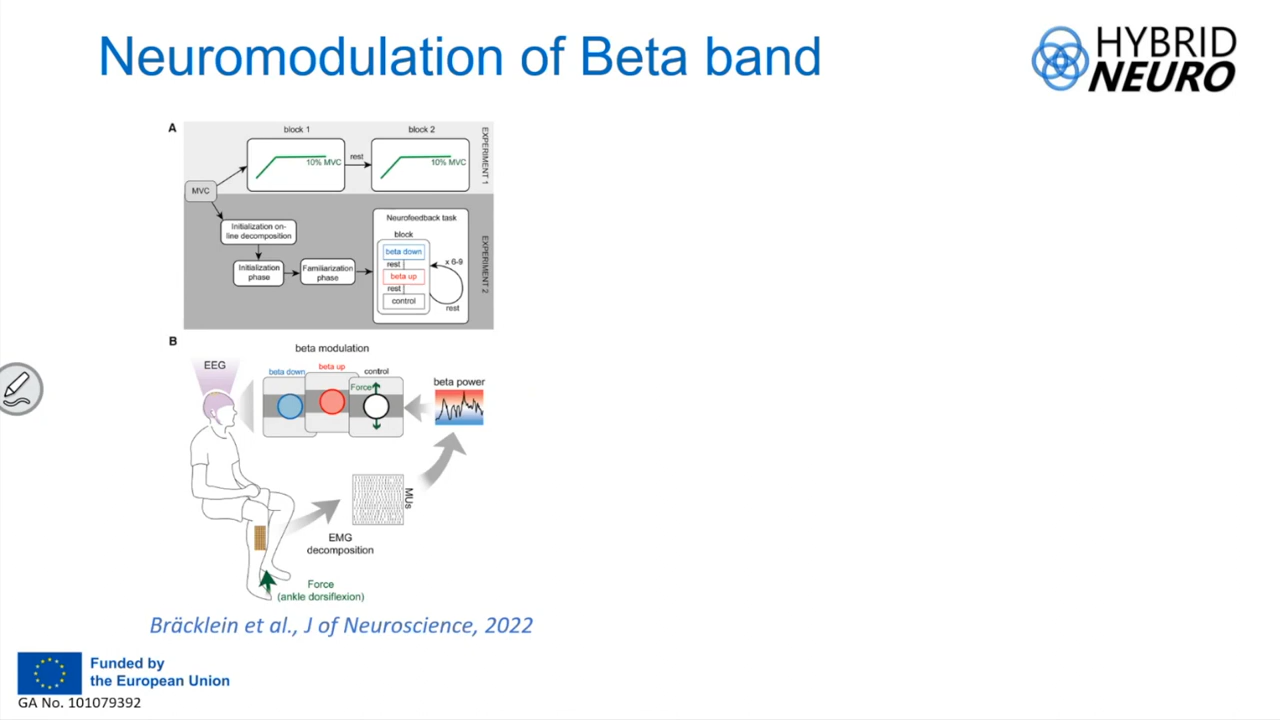 Neuromodulation of Beta band
HYBRID
NEURO
A
block 1
block 2
10% MVC
rest
10% MVC
EXPERIMENT 1
MVC
Initialization on-
line decomposition
Initialization
phase
Familiarization
phase
Neurofeedback task
block
beta down
rest
beta up
rest
control
x 6-9
rest
EXPERIMENT 2
B
beta modulation
EEG
beta down
beta up
control
Force
beta power
MUs
EMG
decomposition
Force
(ankle dorsiflexion)
Bräcklein et al., J of Neuroscience, 2022
Funded by
the European Union
GA No. 101079392